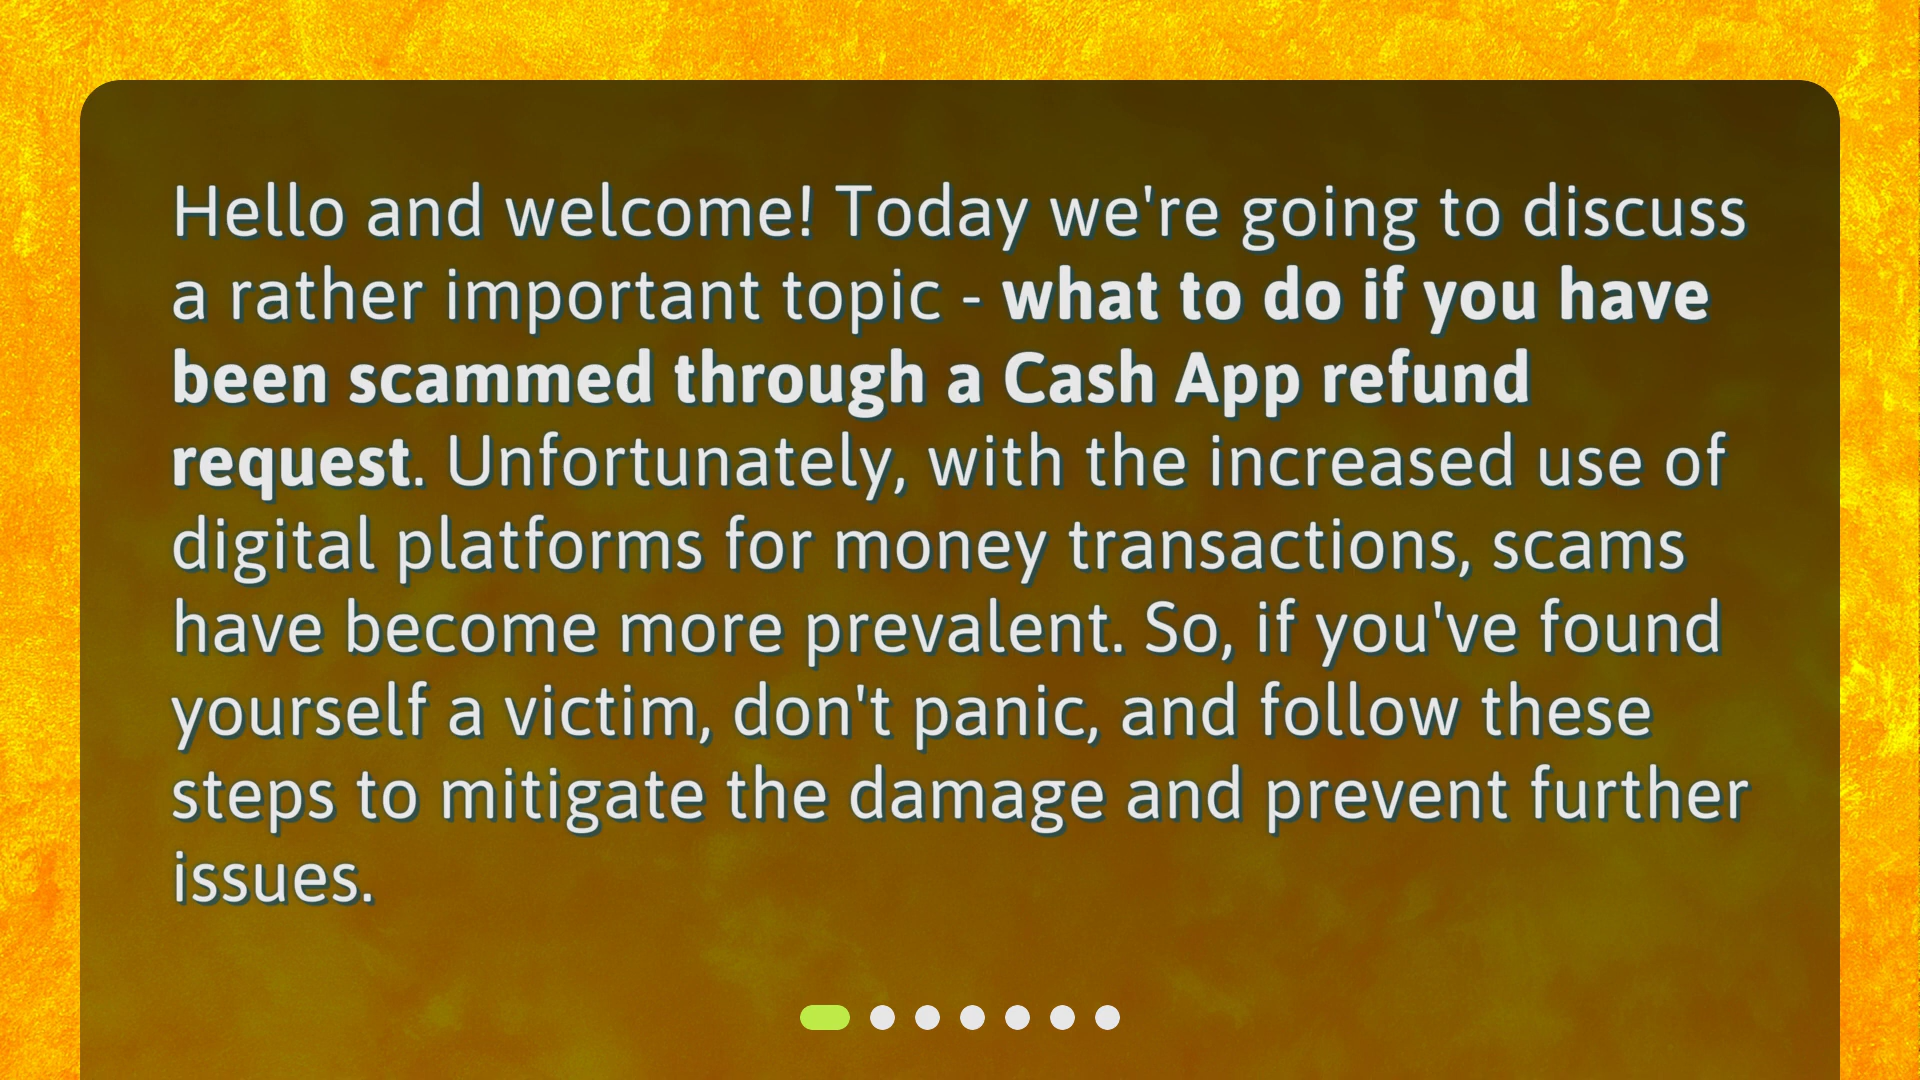 Hello and welcome! Today we're going to discuss
a rather important topic - what to do if you have
been scammed through a Cash App refund
request. Unfortunately, with the increased use of
digital platforms for money transactions, scams
have become more prevalent. So, if you've found
yourself a victim, don't panic, and follow these
steps to mitigate the damage and prevent further
issues.